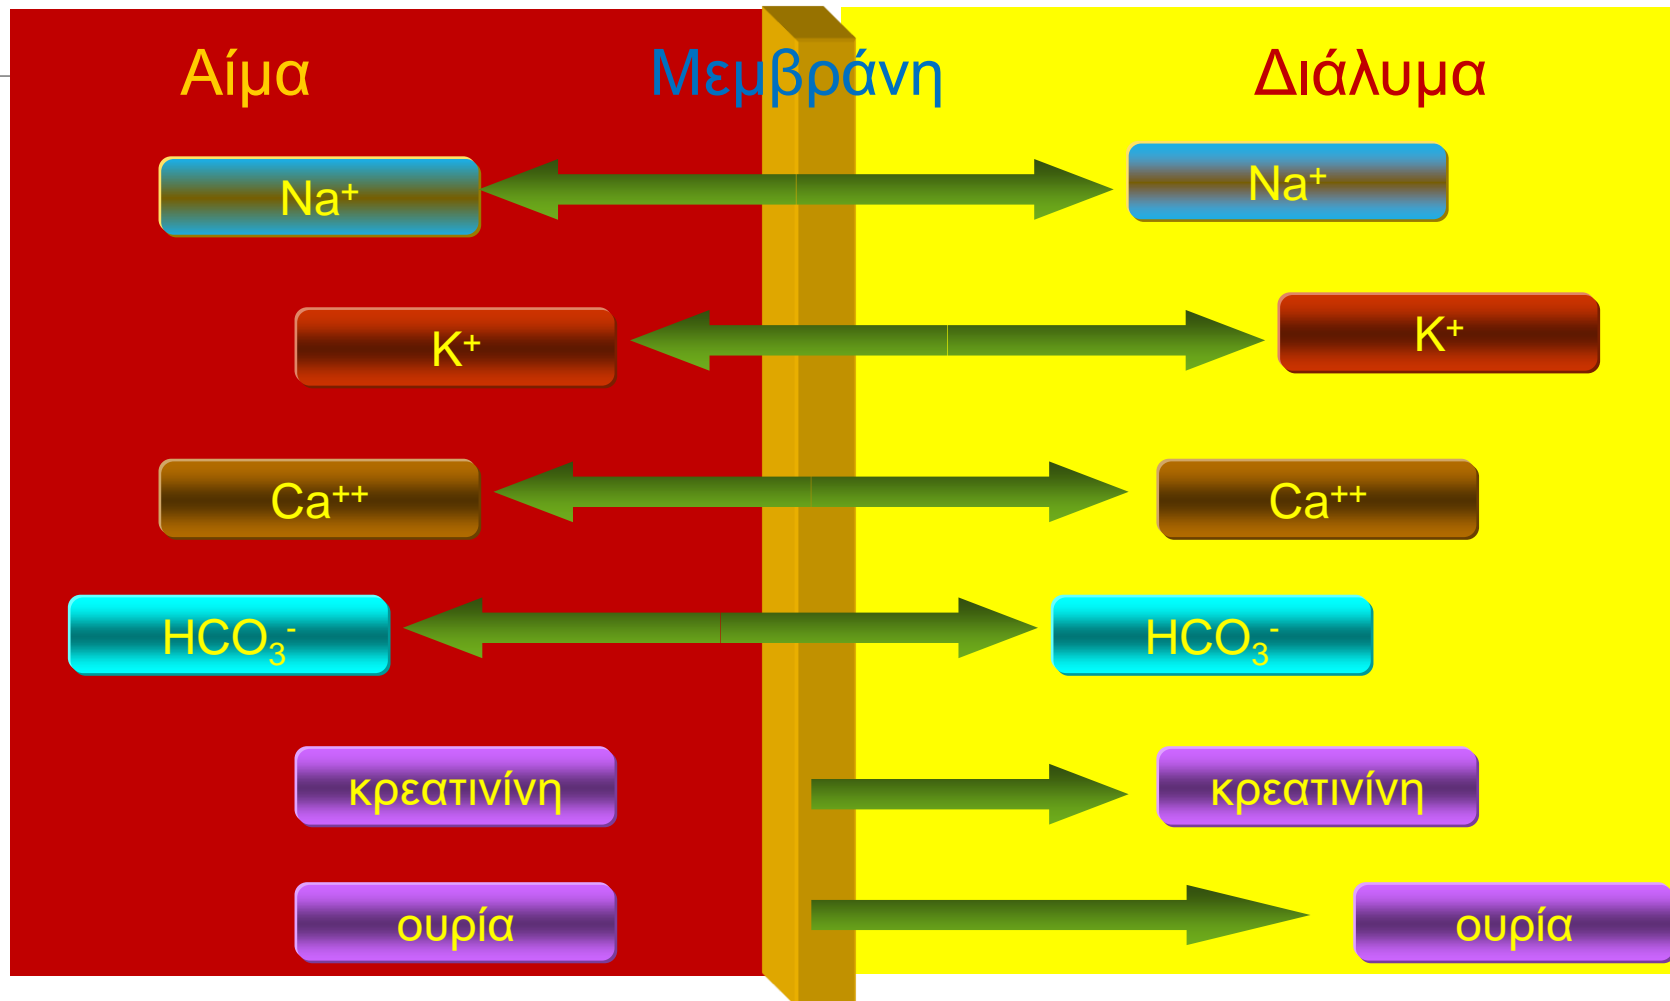 Αίμα Μεμβράνη Διάλυμα
Na⁺ Na⁺
K⁺ K⁺
Ca⁺⁺ Ca⁺⁺
HCO₃⁻ HCO₃⁻
κρεατινίνη κρεατινίνη
ουρία ουρία